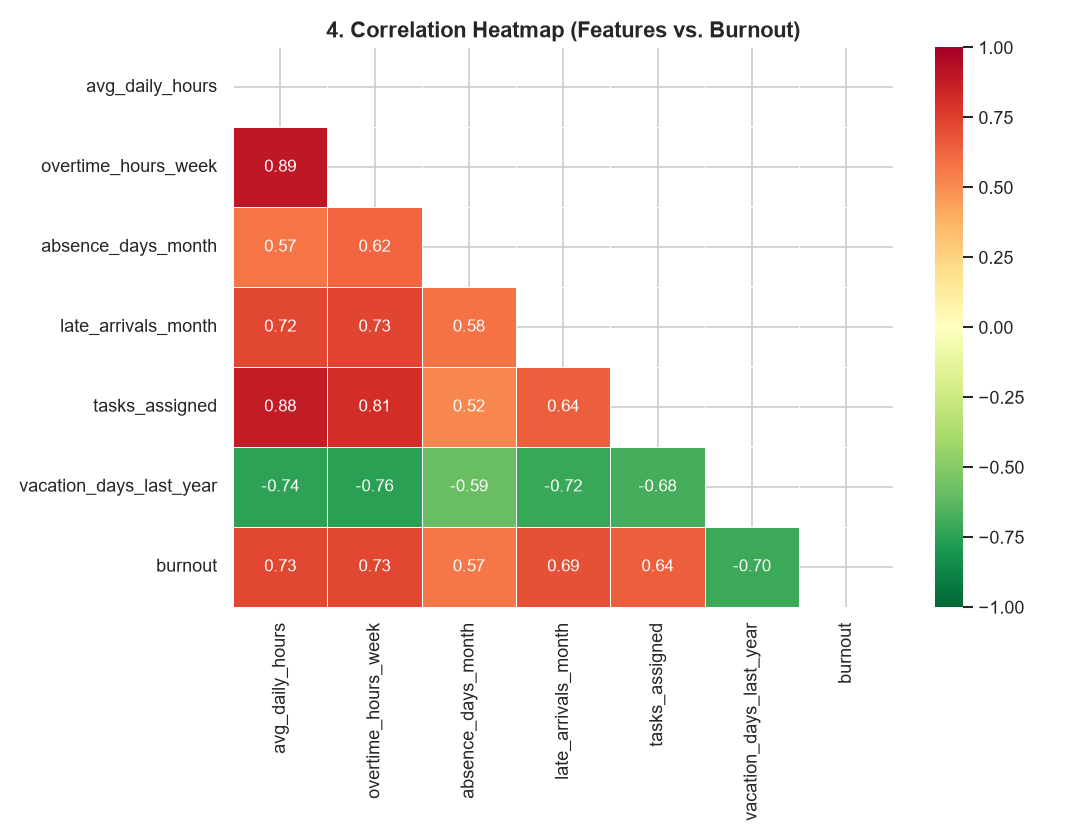 4. Correlation Heatmap (Features vs. Burnout)
avg_daily_hours
overtime_hours_week 0.89
absence_days_month 0.57 0.62
late_arrivals_month 0.72 0.73 0.58
tasks_assigned 0.88 0.81 0.52 0.64
vacation_days_last_year -0.74 -0.76 -0.59 -0.72 -0.68
burnout 0.73 0.73 0.57 0.69 0.64 -0.70
avg_daily_hours
overtime_hours_week
absence_days_month
late_arrivals_month
tasks_assigned
vacation_days_last_year
burnout
1.00
0.75
0.50
0.25
0.00
−0.25
−0.50
−0.75
−1.00